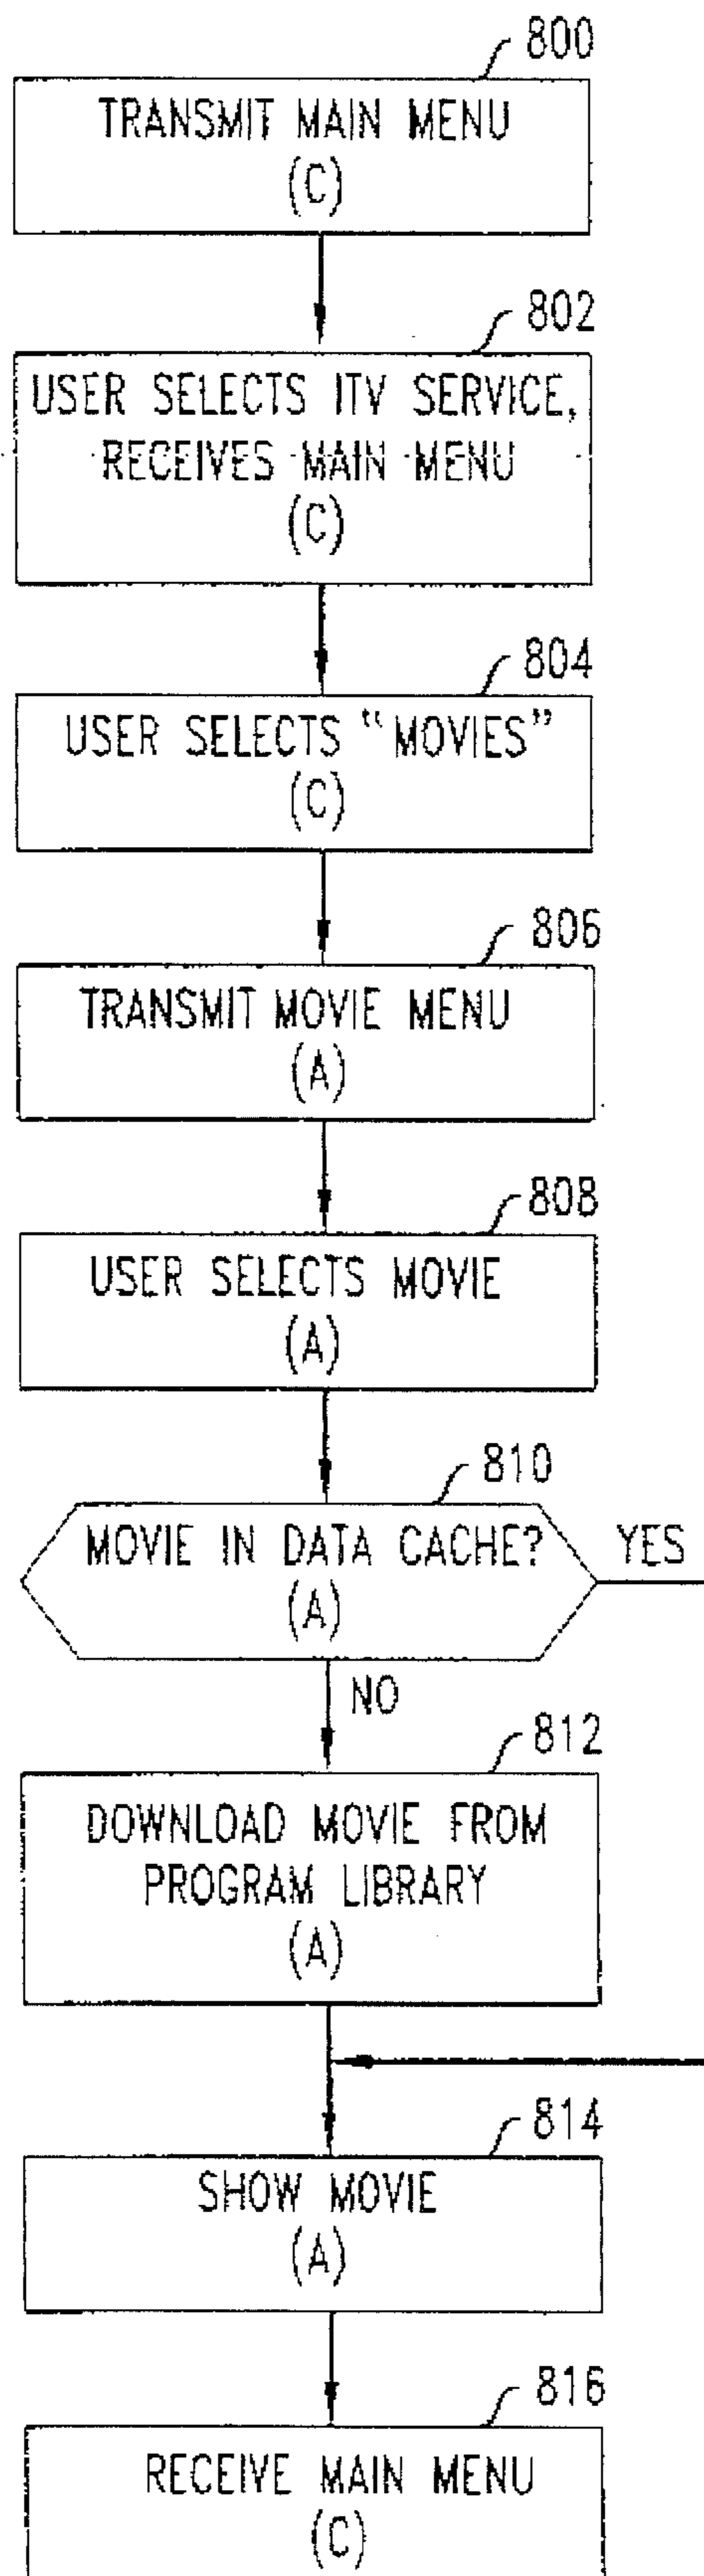 800
TRANSMIT MAIN MENU
(C)
802
USER SELECTS ITV SERVICE,
RECEIVES MAIN MENU
(C)
804
USER SELECTS "MOVIES"
(C)
806
TRANSMIT MOVIE MENU
(A)
808
USER SELECTS MOVIE
(A)
810
MOVIE IN DATA CACHE?
(A)
YES
NO
812
DOWNLOAD MOVIE FROM
PROGRAM LIBRARY
(A)
814
SHOW MOVIE
(A)
816
RECEIVE MAIN MENU
(C)